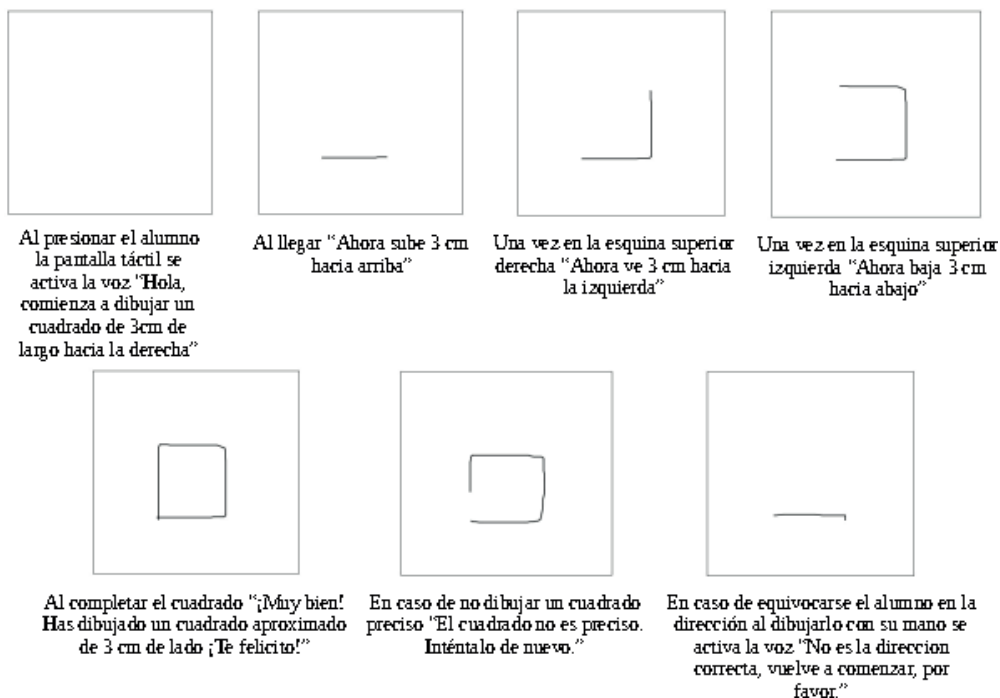 Al presionar el alumno
la pantalla táctil se
activa la voz "Hola,
comienza a dibujar un
cuadrado de 3cm de
largo hacia la derecha”
Al llegar “Ahora sube 3 cm
hacia arriba”
Una vez en la esquina superior
derecha “Ahora ve 3 cm hacia
la izquierda”
Una vez en la esquina superior
izquierda “Ahora baja 3 cm
hacia abajo”
Al completar el cuadrado “¡Muy bien!
Has dibujado un cuadrado aproximado
de 3 cm de lado ¡Te felicito!”
En caso de no dibujar un cuadrado
preciso “El cuadrado no es preciso.
Inténtalo de nuevo.”
En caso de equivocarse el alumno en la
dirección al dibujarlo con su mano se
activa la voz “No es la direccion
correcta, vuelve a comenzar, por
favor.”